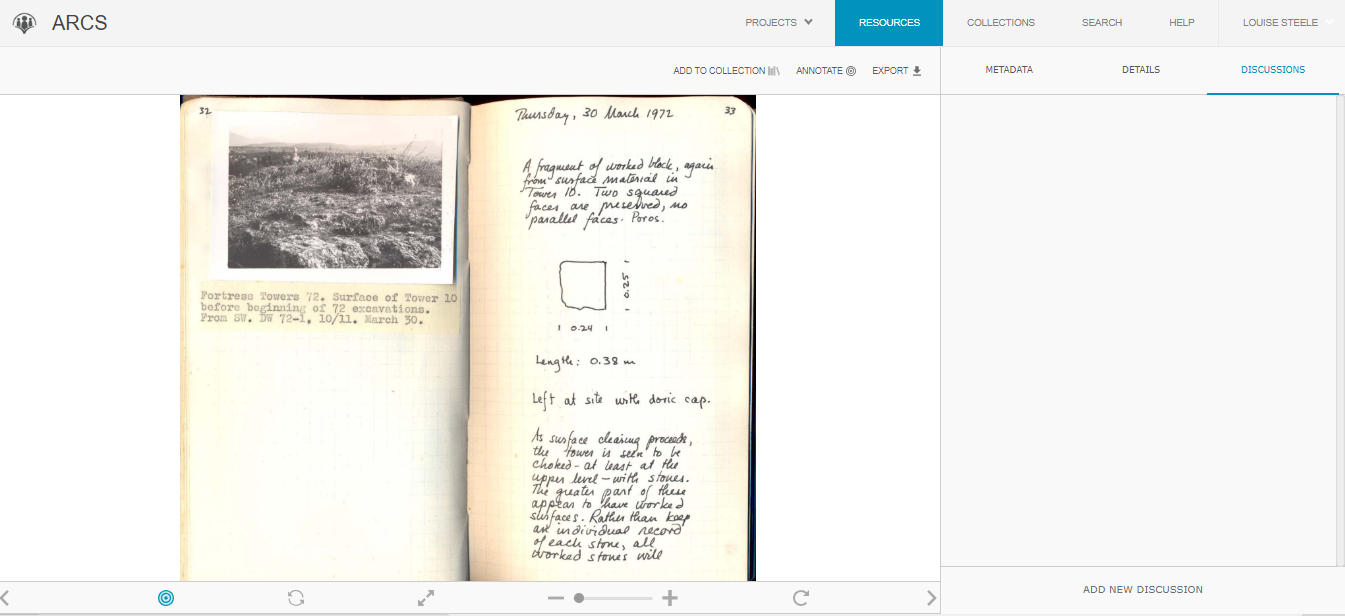 ARCS
PROJECTS
RESOURCES
COLLECTIONS
SEARCH
HELP
LOUISE STEELE
ADD TO COLLECTION
ANNOTATE
EXPORT
METADATA
DETAILS
DISCUSSIONS
32
Fortress Towers 72. Surface of Tower 10
before beginning of 72 excavations.
From SW. DW 72-1, 10/11. March 30.
Thursday, 30 March 1972
33
A fragment of worked block, again
from surface material in
Tower 10. Two squared
faces are preserved, no
parallel faces. Poros.
0.25
0.24
Length: 0.38 m
Left at site with doric cap.
As surface clearing proceeds,
the tower is seen to be
choked - at least at the
upper level - with stones.
The greater part of these
appear to have worked
surfaces. Rather than keep
an individual record
of each stone, all
worked stones will
ADD NEW DISCUSSION